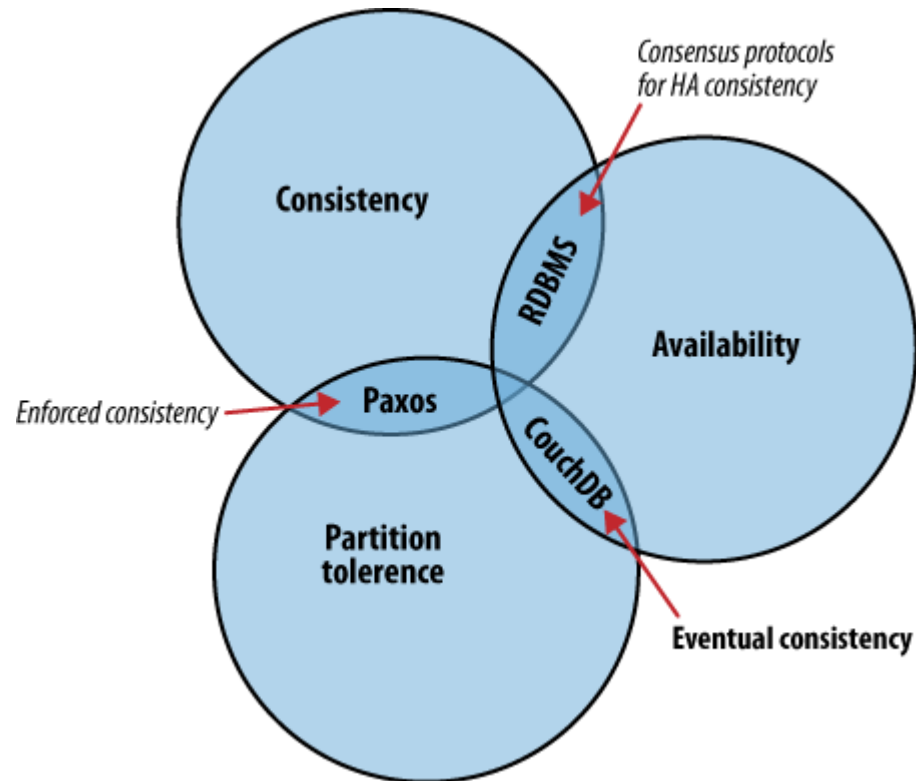 Consensus protocols
for HA consistency
Consistency
RDBMS
Availability
Enforced consistency
Paxos
CouchDB
Partition
tolerence
Eventual consistency